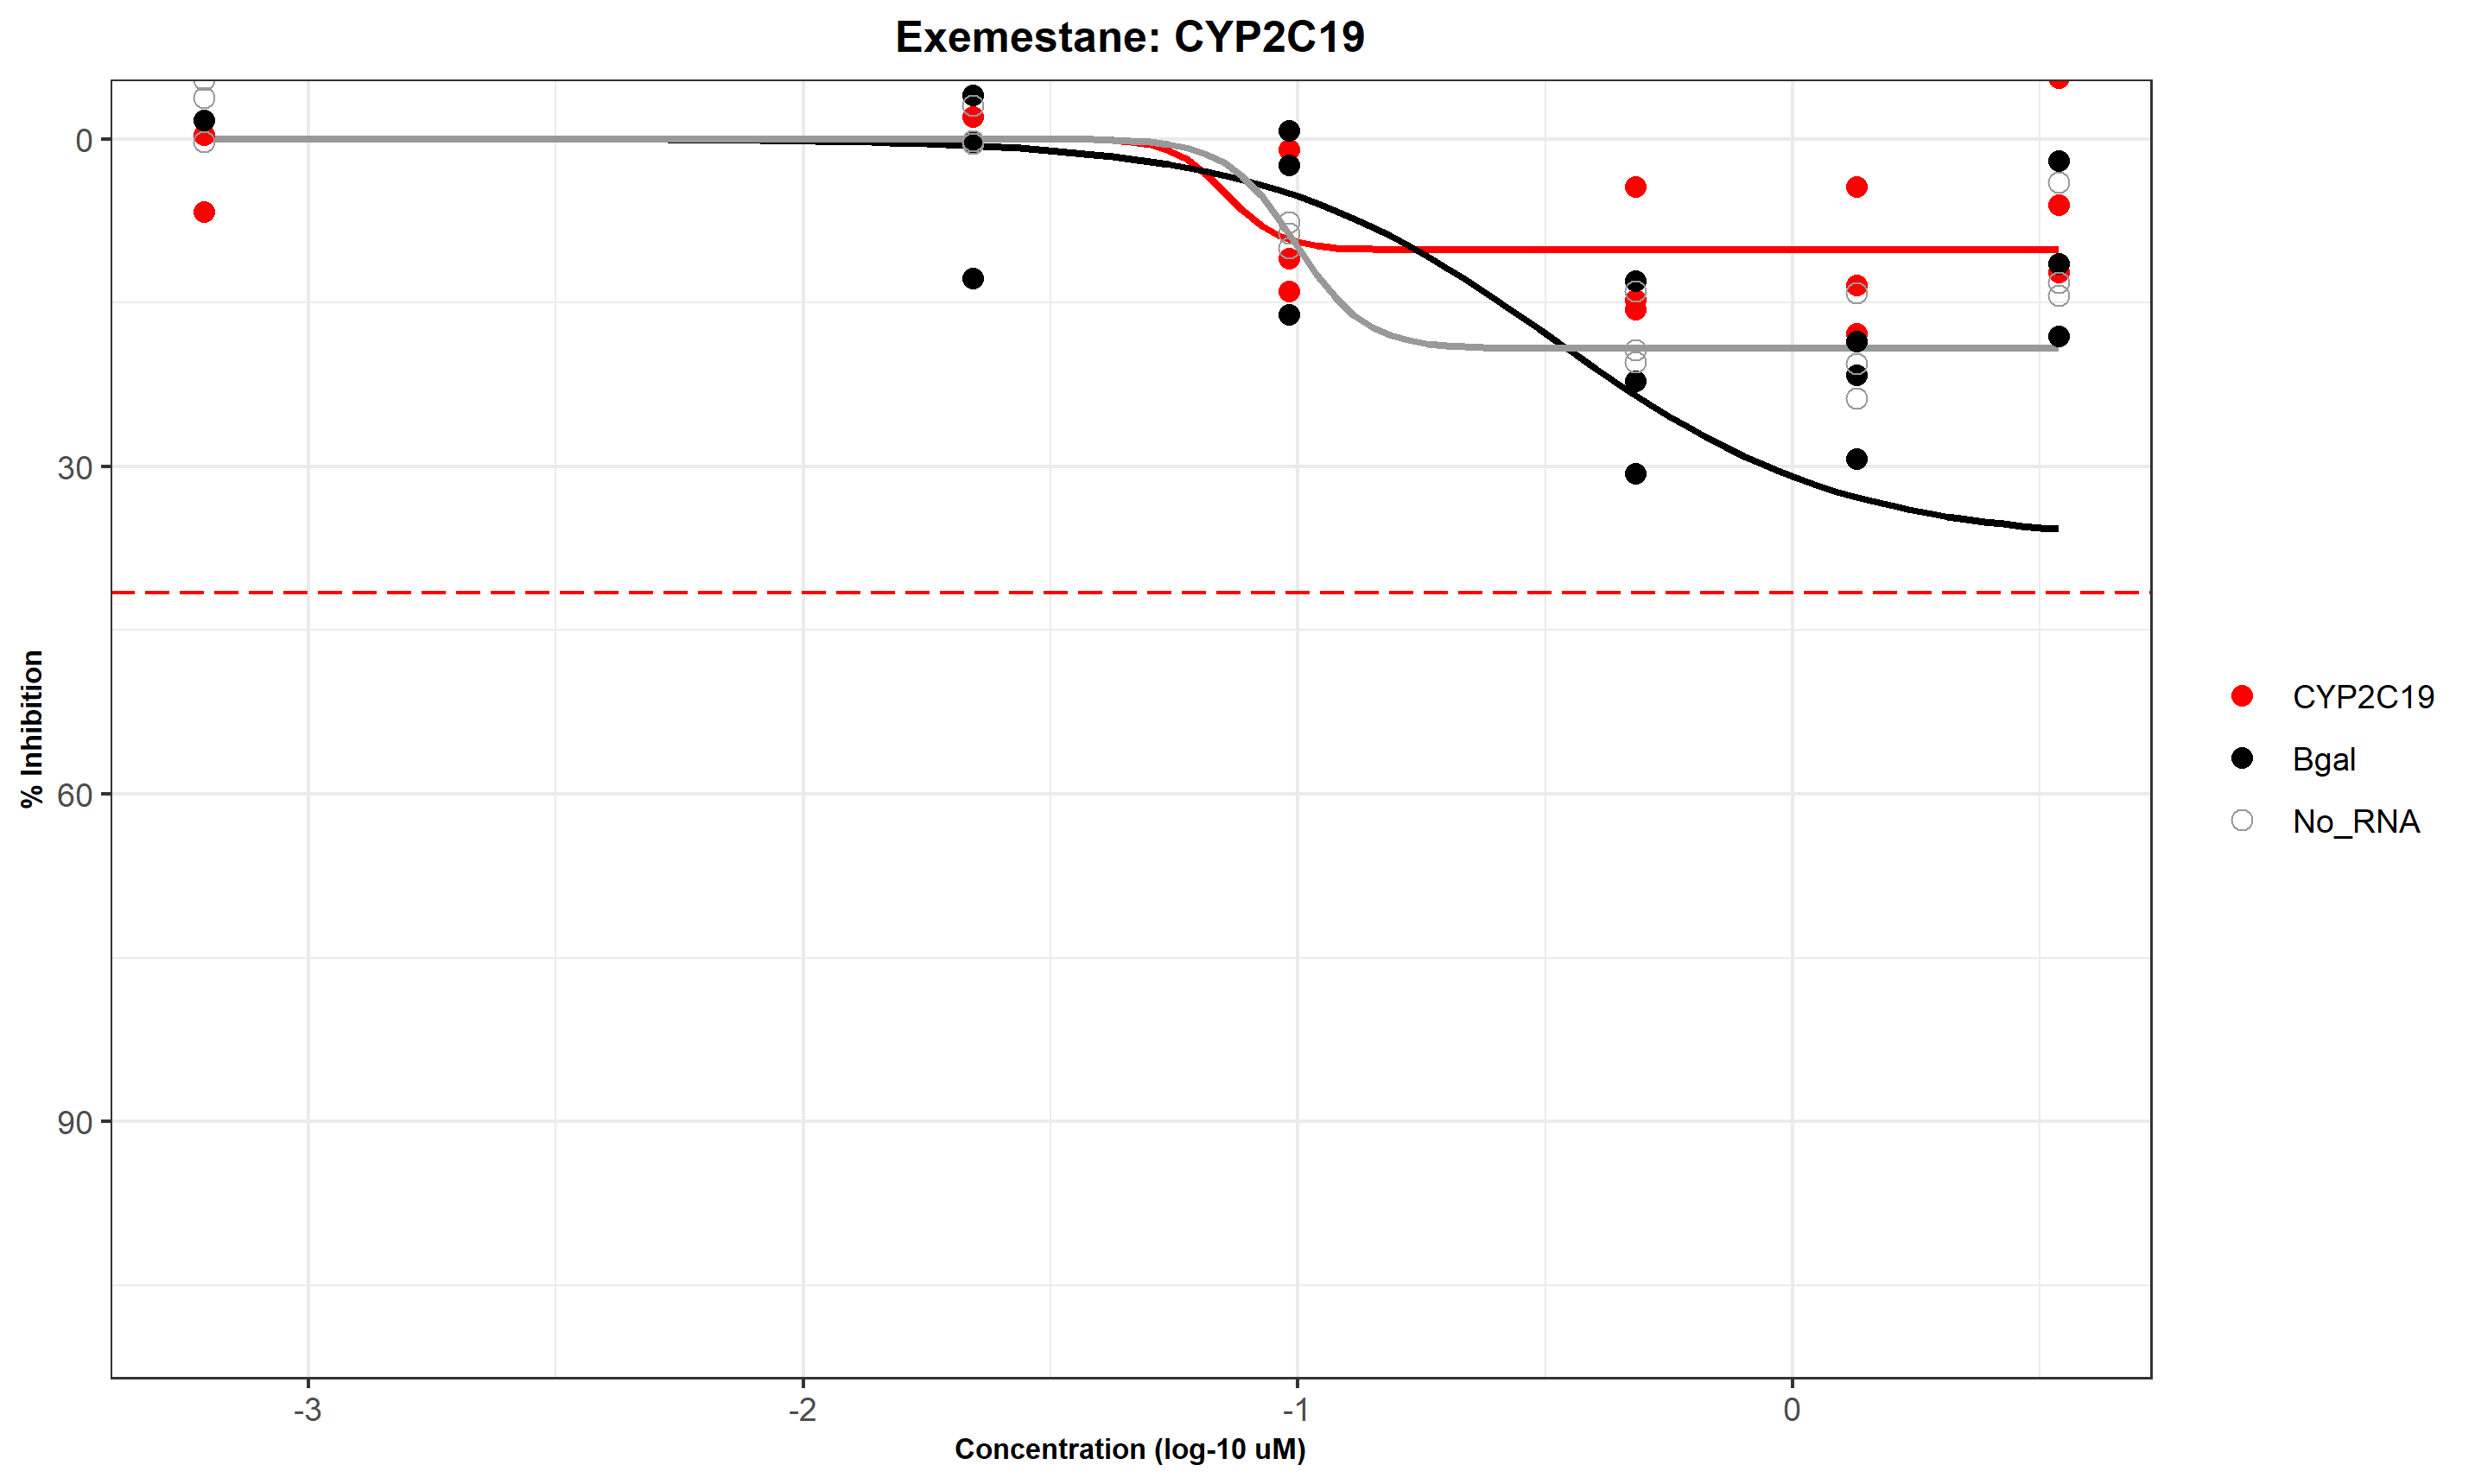 Exemestane: CYP2C19
% Inhibition
0
30
60
90
-3
-2
-1
0
Concentration (log-10 uM)
CYP2C19
Bgal
No_RNA